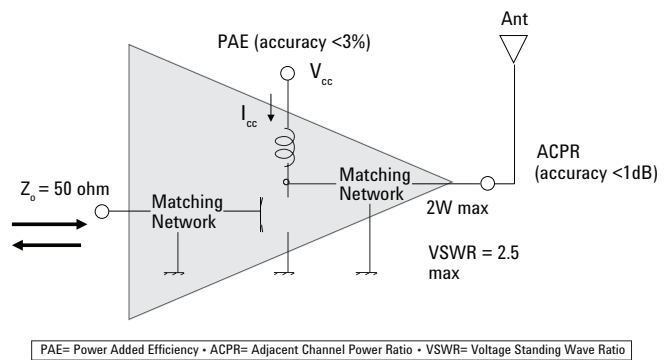 Ant
PAE (accuracy <3%)
Vcc
Icc
ACPR
(accuracy <1dB)
Zo = 50 ohm
Matching
Network
Matching
Network
2W max
VSWR = 2.5
max
PAE= Power Added Efficiency • ACPR= Adjacent Channel Power Ratio • VSWR= Voltage Standing Wave Ratio